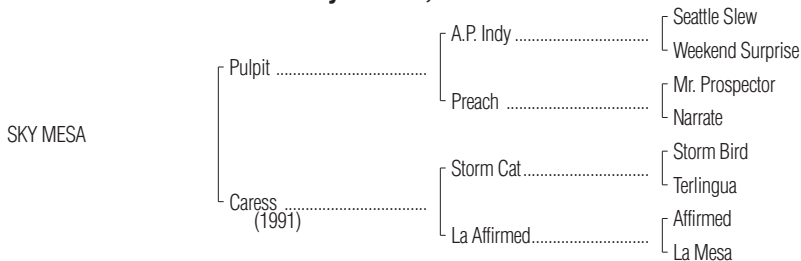 Seattle Slew
A.P. Indy ................................
Weekend Surprise
Pulpit ....................................
Mr. Prospector
Preach ..................................
Narrate
SKY MESA
Storm Bird
Storm Cat..............................
Terlingua
Caress ..................................
(1991)
Affirmed
La Affirmed............................
La Mesa